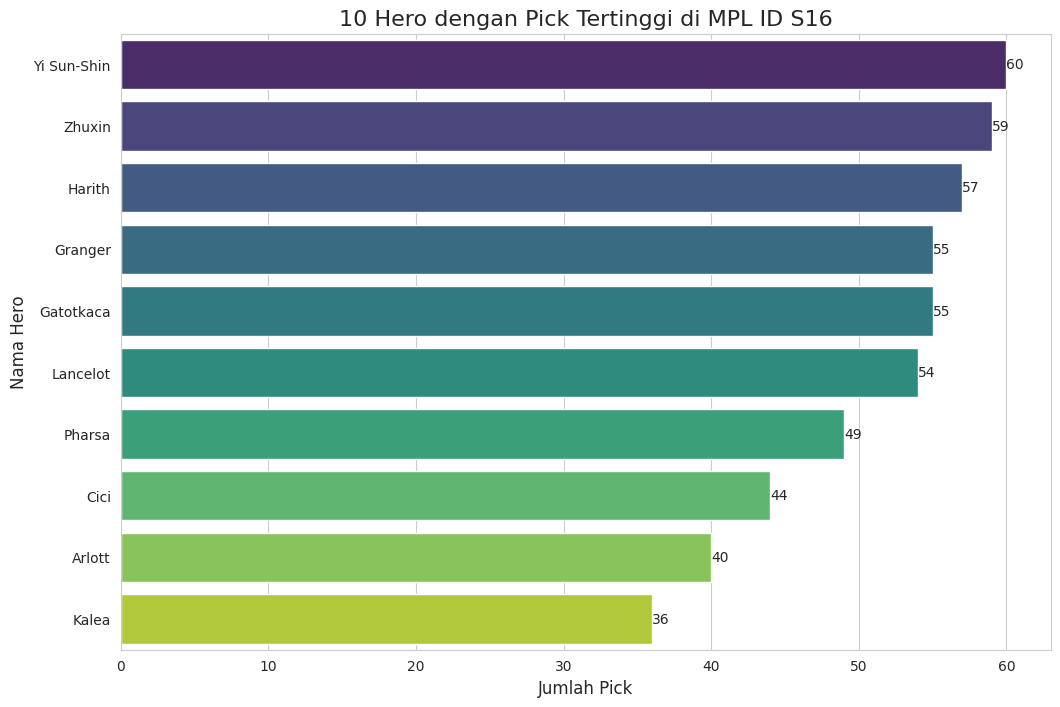 10 Hero dengan Pick Tertinggi di MPL ID S16
Nama Hero
Yi Sun-Shin 60
Zhuxin 59
Harith 57
Granger 55
Gatotkaca 55
Lancelot 54
Pharsa 49
Cici 44
Arlott 40
Kalea 36
0 10 20 30 40 50 60
Jumlah Pick